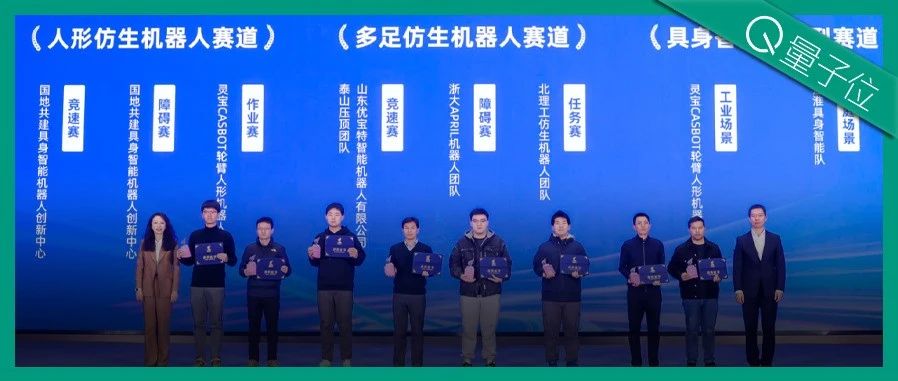 《人形仿生机器人赛道》
《多足仿生机器人赛道》
《具身
赛道
量子位
竞速赛
国地共建具身智能机器人创新中心
障碍赛
国地共建具身智能机器人创新中心
作业赛
灵宝CASBOT轮臂人形机器
竞速赛
山东优宝特智能机器人有限公司
泰山压顶团队
障碍赛
浙大APRIL机器人团队
任务赛
北理工仿生机器人团队
工业场景
灵宝CASBOT轮臂人形机
庭场景
具身智能队